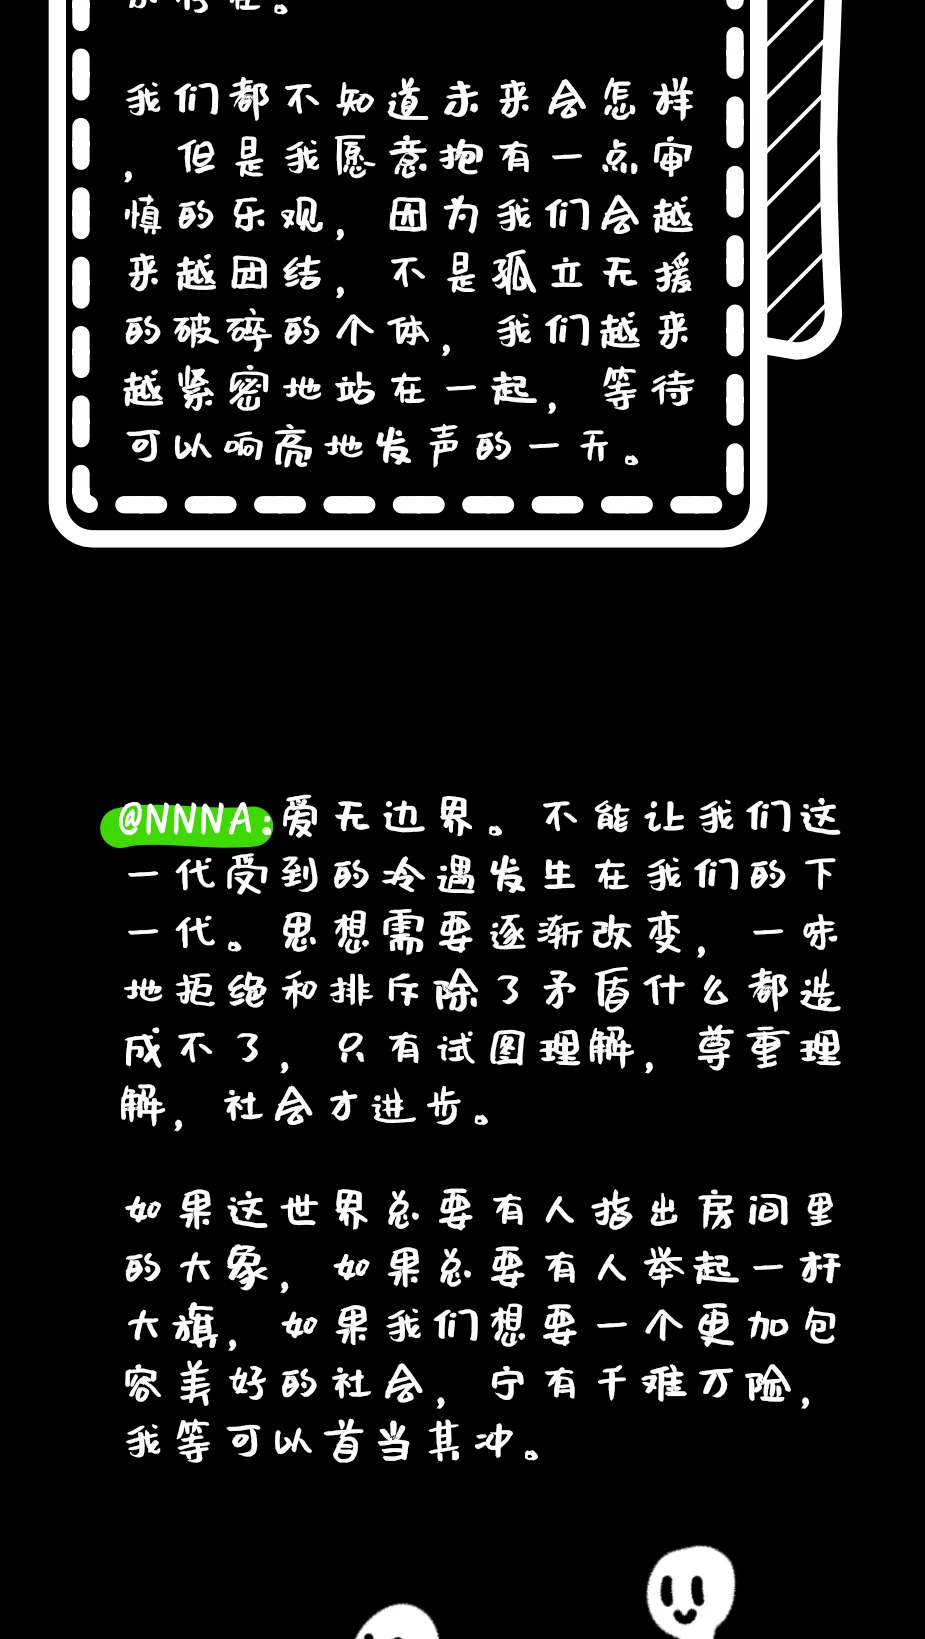 我们都不知道未来会怎样
，但是我愿意抱有一点审
慎的乐观，因为我们会越
来越团结，不是孤立无援
的破碎的个体，我们越来
越紧密地站在一起，等待
可以响亮地发声的一天。
@NNNA:爱无边界。不能让我们这
一代受到的冷遇发生在我们的下
一代。思想需要逐渐改变，一味
地拒绝和排斥除了矛盾什么都造
成不了，只有试图理解，尊重理
解，社会才进步。
如果这世界总要有人指出房间里
的大象，如果总要有人举起一杆
大旗，如果我们想要一个更加包
容美好的社会，宁有千难万险，
我等可以首当其冲。